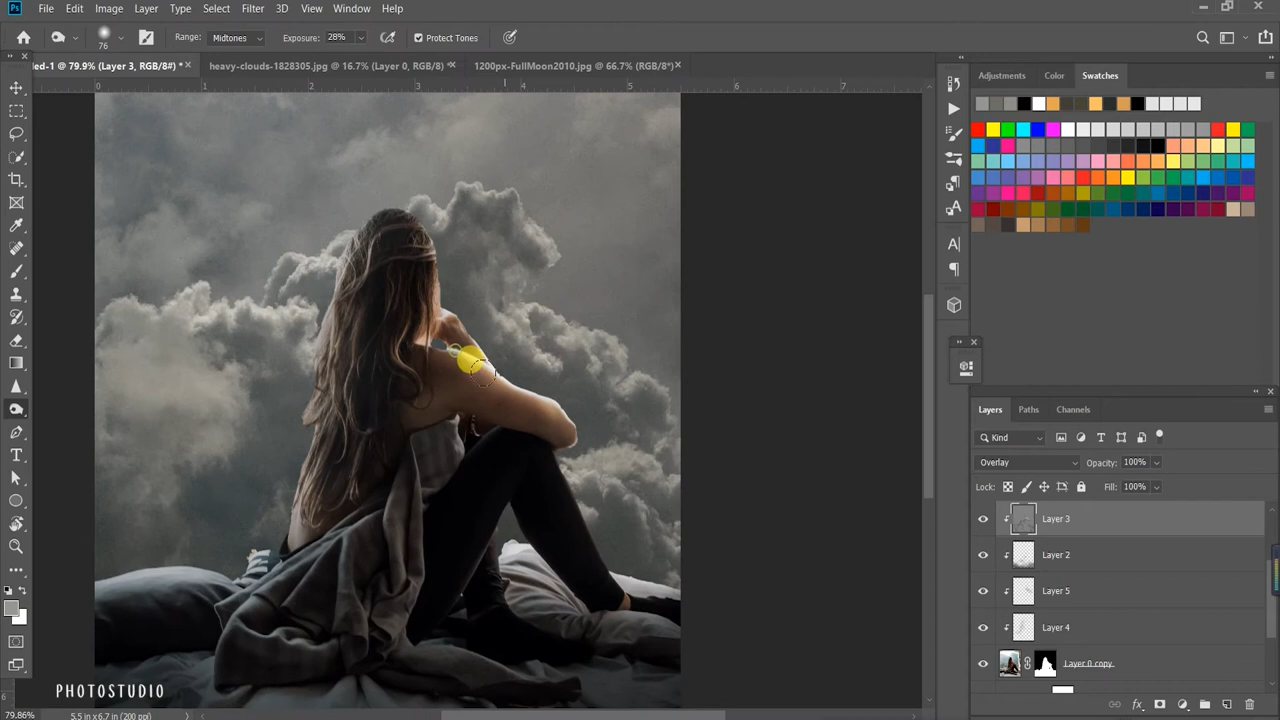 Ps File Edit Image Layer Type Select Filter 3D View Window Help
76 Range: Midtones Exposure: 28% Protect Tones
ed-1 @ 79.9% (Layer 3, RGB/8#) * × heavy-clouds-1828305.jpg @ 16.7% (Layer 0, RGB/8) * × 1200px-FullMoon2010.jpg @ 66.7% (RGB/8*) ×
0 1 2 3 4 5 6 7
Adjustments Color Swatches
Layers Paths Channels
Kind
Overlay Opacity: 100%
Lock: Fill: 100%
Layer 3
Layer 2
Layer 5
Layer 4
Layer 0 copy
PHOTOSTUDIO
79.86% 5.5 in x 6.7 in (200 ppi)